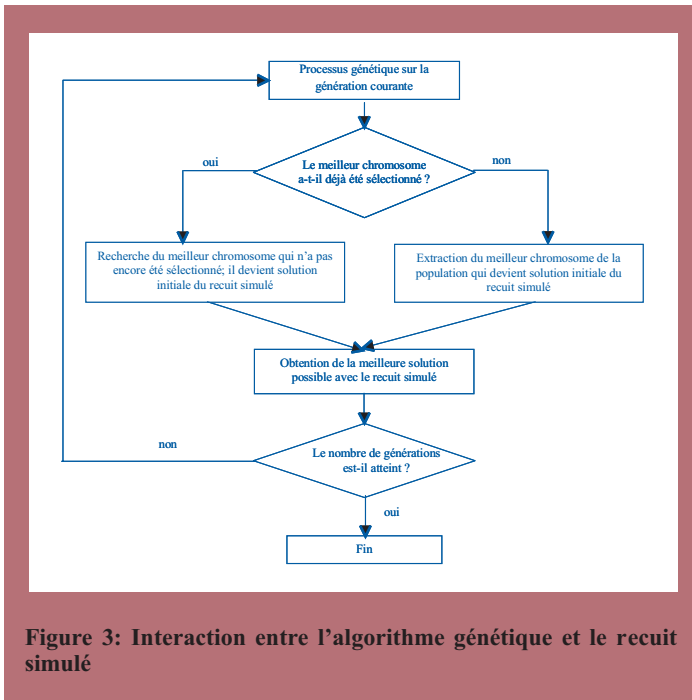 Processus génétique sur la
génération courante
Le meilleur chromosome
a-t-il déjà été sélectionné ?
oui
non
Recherche du meilleur chromosome qui n'a pas
encore été sélectionné; il devient solution
initiale du recuit simulé
Extraction du meilleur chromosome de la
population qui devient solution initiale du
recuit simulé
Obtention de la meilleure solution
possible avec le recuit simulé
non
Le nombre de générations
est-il atteint ?
oui
Fin
Figure 3: Interaction entre l'algorithme génétique et le recuit
simulé